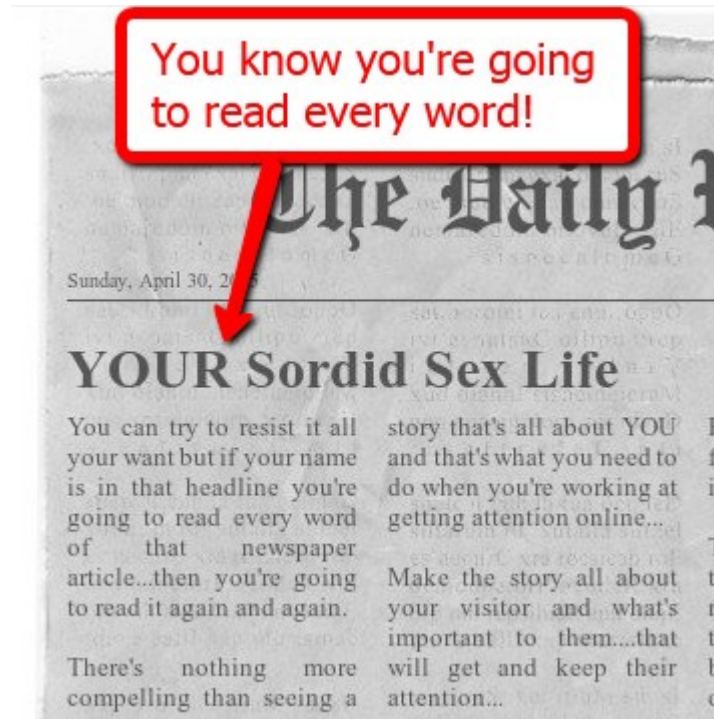 You know you're going
to read every word!
The Daily
Sunday, April 30, 2
YOUR Sordid Sex Life
You can try to resist it all
your want but if your name
is in that headline you're
going to read every word
of that newspaper
article...then you're going
to read it again and again.
There's nothing more
compelling than seeing a
story that's all about YOU
and that's what you need to
do when you're working at
getting attention online...
Make the story all about
your visitor and what's
important to them....that
will get and keep their
attention...